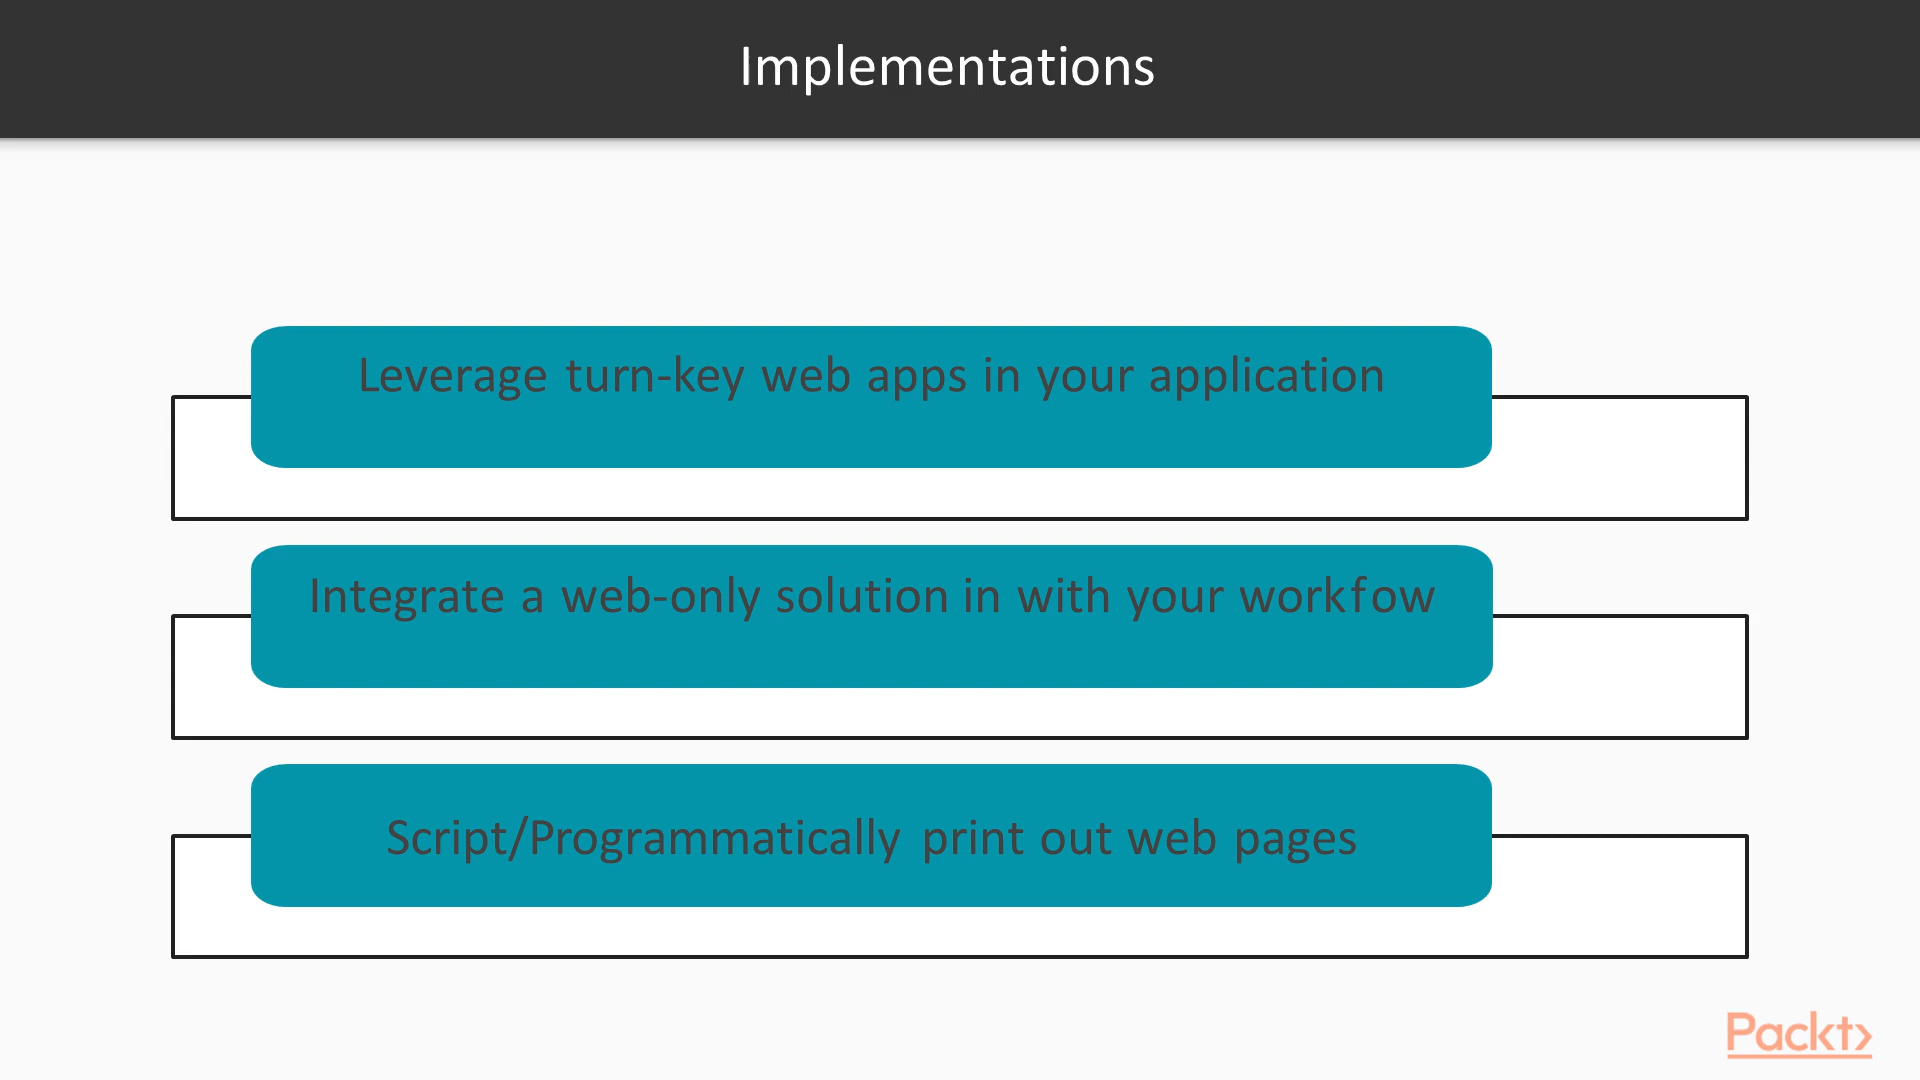 Implementations
Leverage turn-key web apps in your application
Integrate a web-only solution in with your workfow
Script/Programmatically print out web pages
Packt>